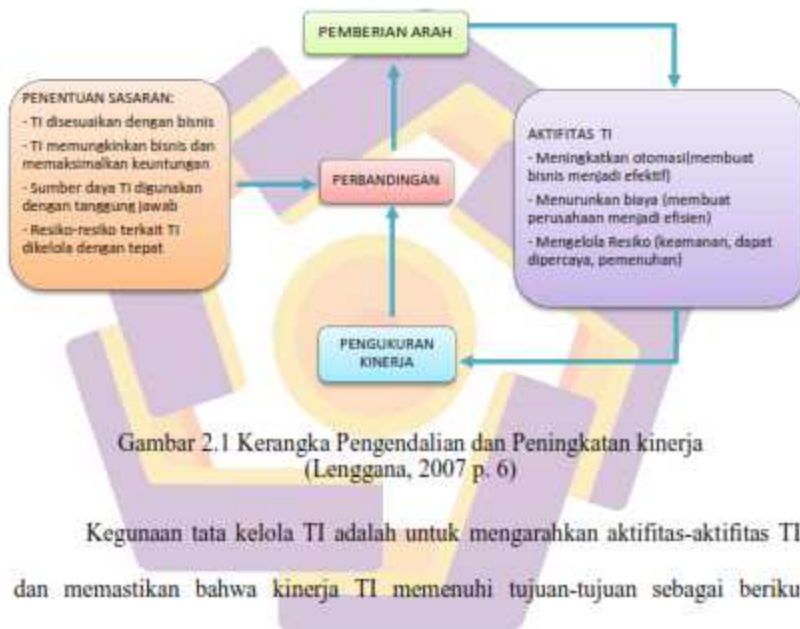 PEMBERIAN ARAH
PENENTUAN SASARAN:
- TI disesuaikan dengan bisnis
- TI memungkinkan bisnis dan
memaksimalkan keuntungan
- Sumber daya TI digunakan
dengan tanggung jawab
- Resiko-resiko terkait TI
dikelola dengan tepat
PERBANDINGAN
AKTIFITAS TI
- Meningkatkan otomasi(membuat
bisnis menjadi efektif)
- Menurunkan biaya (membuat
perusahaan menjadi efisien)
- Mengelola Resiko (keamanan, dapat
dipercaya, pemenuhan)
PENGUKURAN
KINERJA
Gambar 2.1 Kerangka Pengendalian dan Peningkatan kinerja
(Lenggana, 2007 p. 6)
Kegunaan tata kelola TI adalah untuk mengarahkan aktifitas-aktifitas TI
dan memastikan bahwa kinerja TI memenuhi tujuan-tujuan sebagai beriku